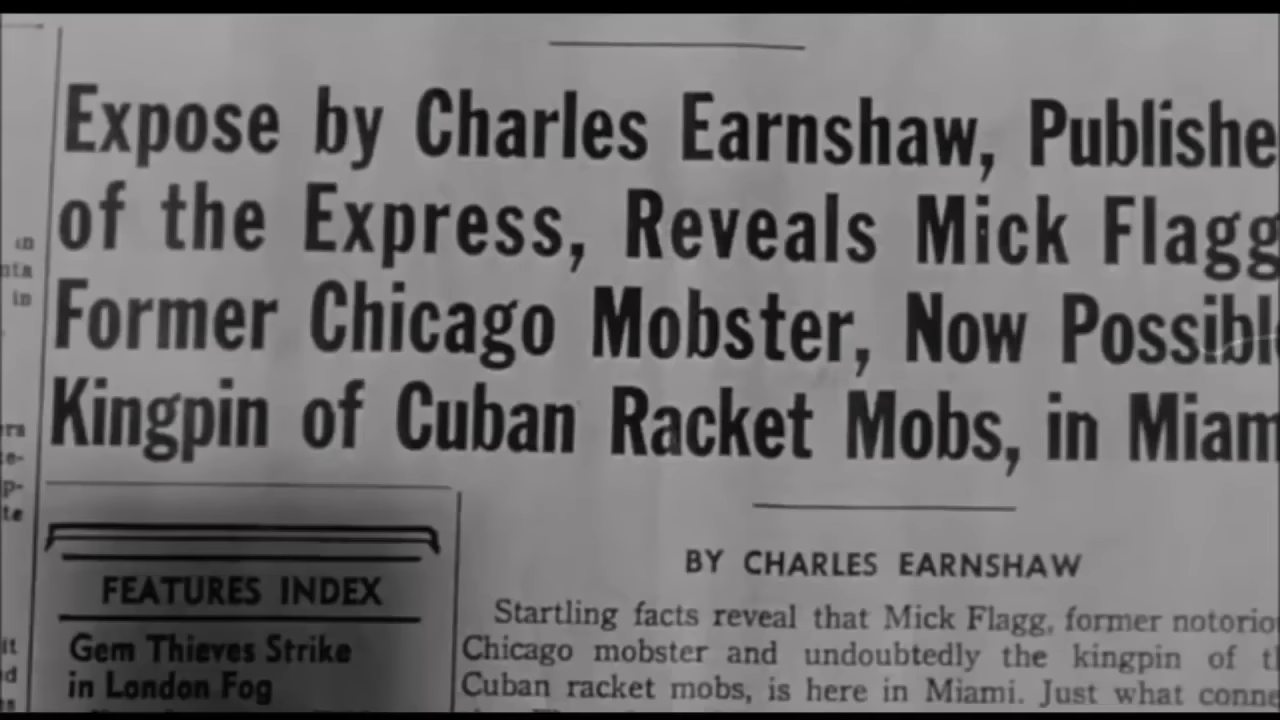 Expose by Charles Earnshaw, Publishe
of the Express, Reveals Mick Flagg
Former Chicago Mobster, Now Possibl
Kingpin of Cuban Racket Mobs, in Miam
BY CHARLES EARNSHAW
Startling facts reveal that Mick Flagg, former notorio
Chicago mobster and undoubtedly the kingpin of t
Cuban racket mobs, is here in Miami. Just what conne
FEATURES INDEX
Gem Thieves Strike
in London Fog
in
in
te